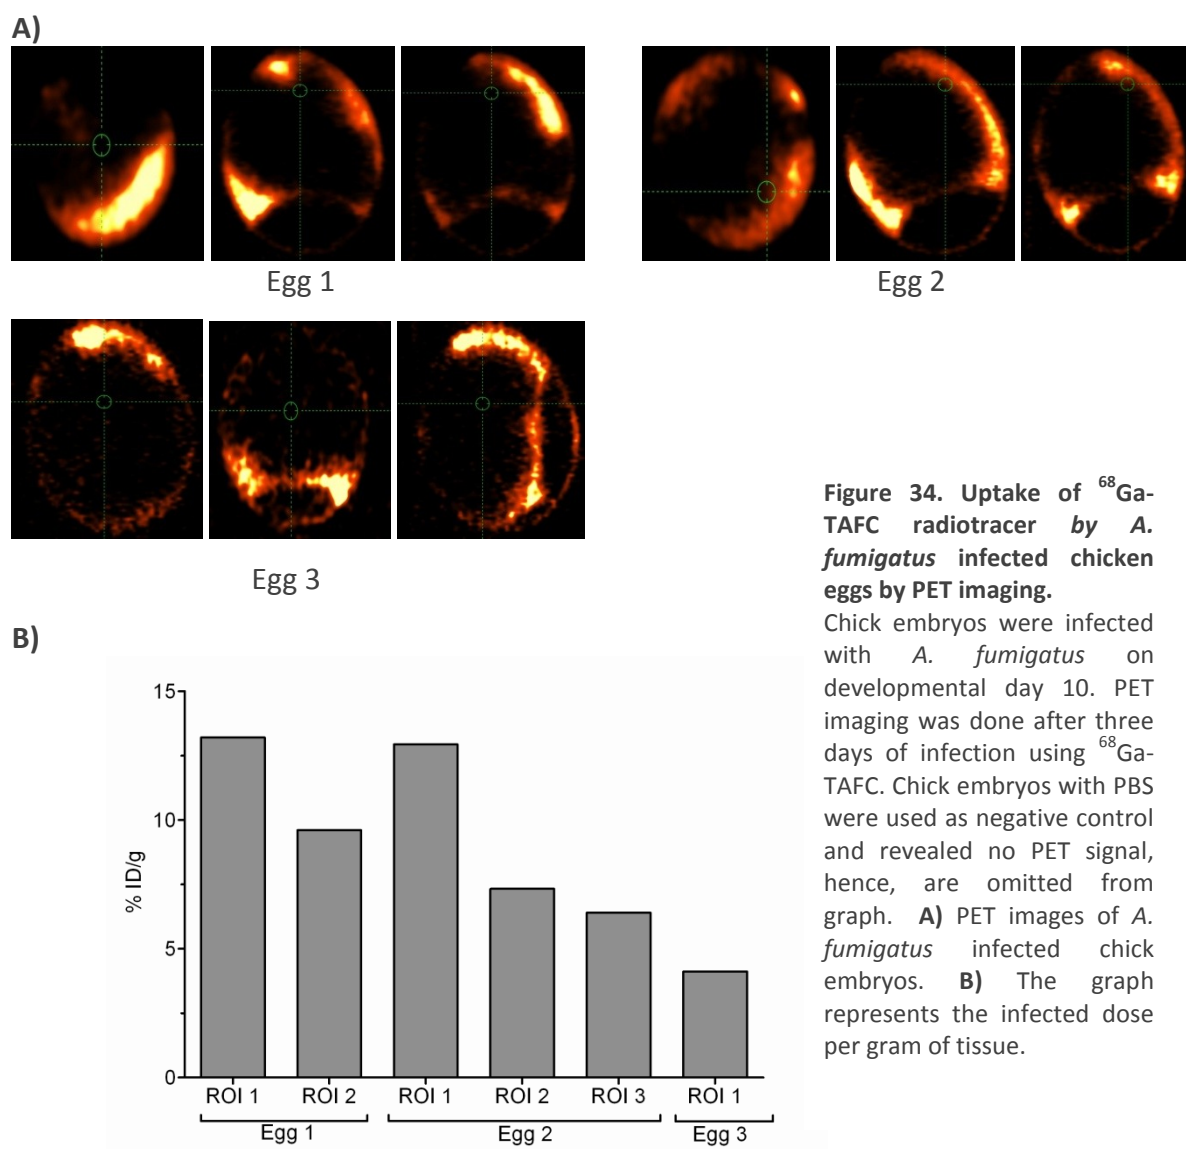 A)
Egg 1
Egg 2
Egg 3
Figure 34. Uptake of ⁶⁸Ga-
TAFC radiotracer by A.
fumigatus infected chicken
eggs by PET imaging.
Chick embryos were infected
with A. fumigatus on
developmental day 10. PET
imaging was done after three
days of infection using ⁶⁸Ga-
TAFC. Chick embryos with PBS
were used as negative control
and revealed no PET signal,
hence, are omitted from
graph. A) PET images of A.
fumigatus infected chick
embryos. B) The graph
represents the infected dose
per gram of tissue.
B)
15
10
5
0
% ID/g
ROI 1 ROI 2 ROI 1 ROI 2 ROI 3 ROI 1
Egg 1 Egg 2 Egg 3